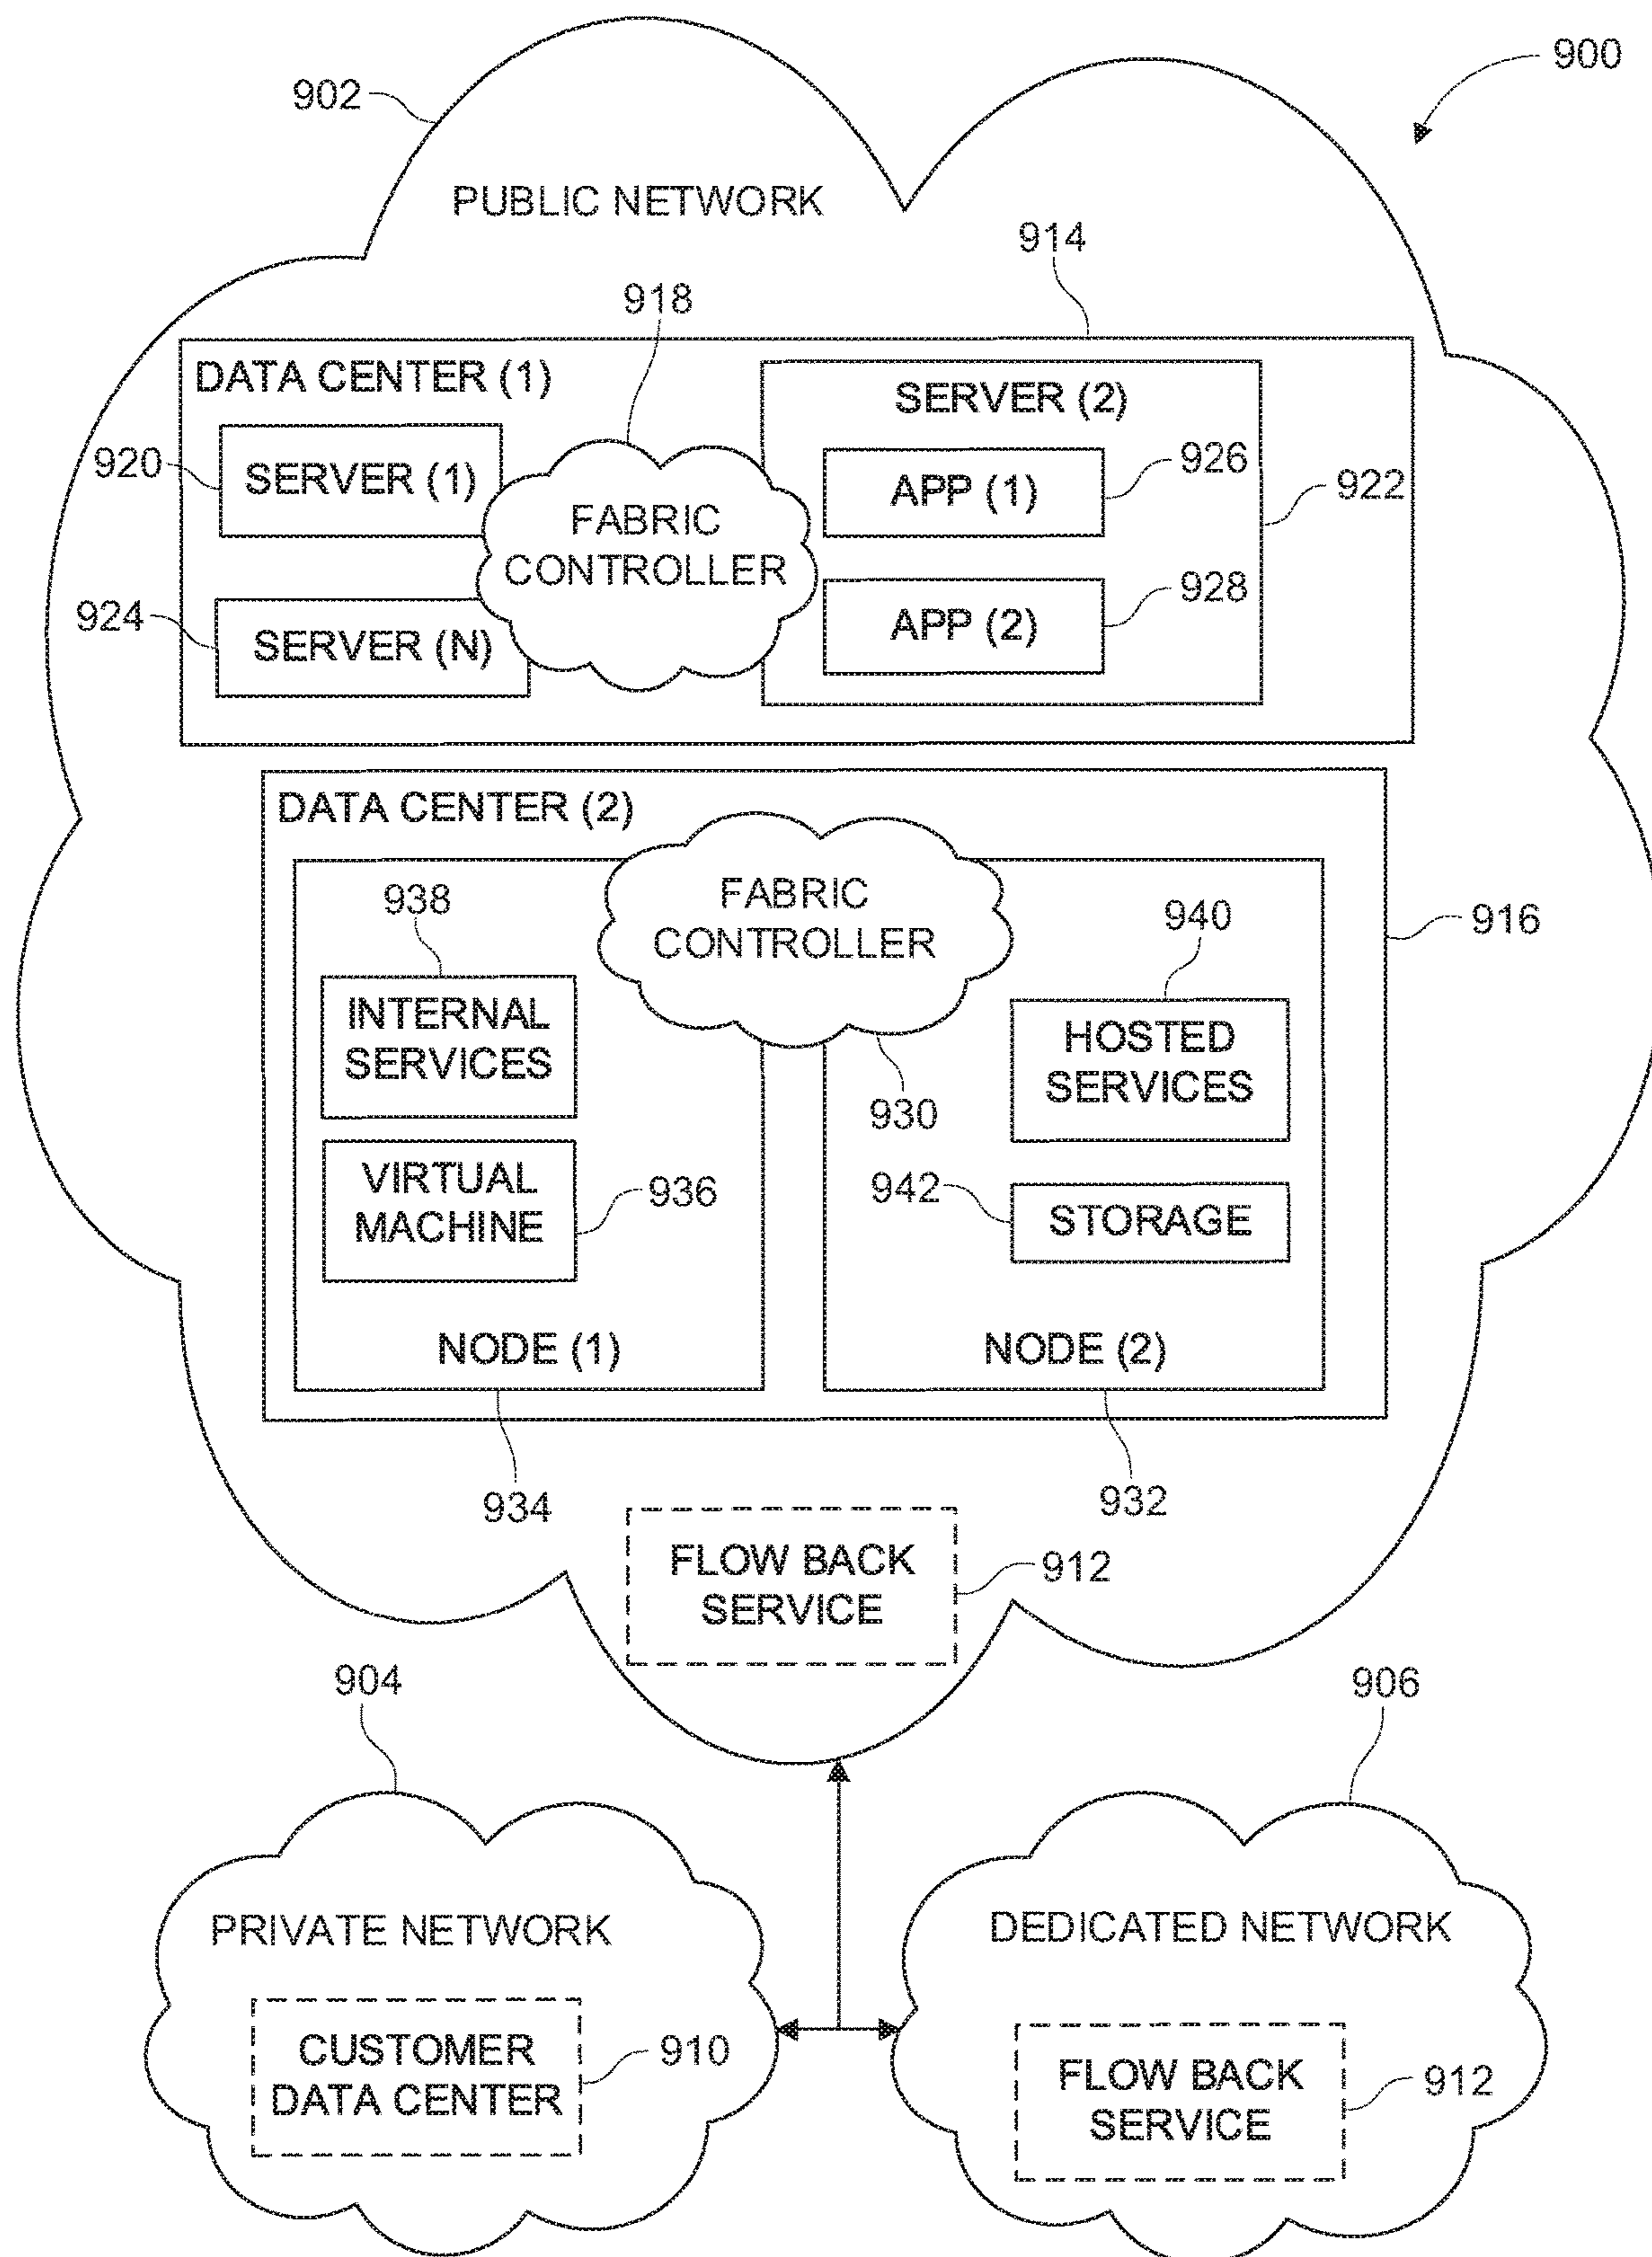 900
902
PUBLIC NETWORK
914
918
DATA CENTER (1)
SERVER (2)
920
SERVER (1)
APP (1)
926
922
FABRIC
CONTROLLER
924
SERVER (N)
APP (2)
928
DATA CENTER (2)
938
FABRIC
CONTROLLER
940
916
INTERNAL
SERVICES
HOSTED
SERVICES
930
VIRTUAL
MACHINE
936
942
STORAGE
NODE (1)
NODE (2)
934
932
FLOW BACK
SERVICE
912
904
906
PRIVATE NETWORK
DEDICATED NETWORK
CUSTOMER
DATA CENTER
910
FLOW BACK
SERVICE
912